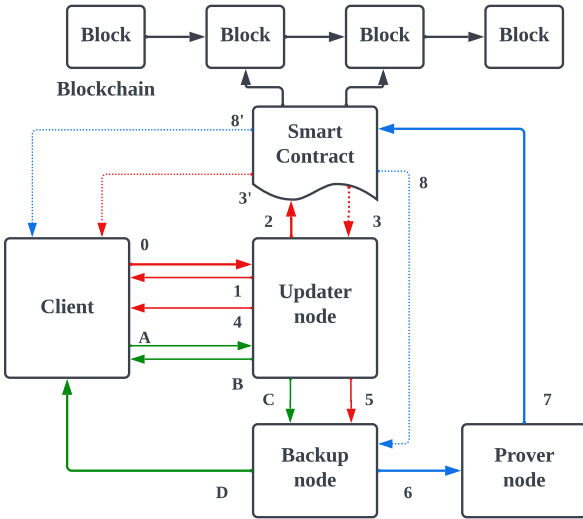 Block Block Block Block
Blockchain
8'
Smart
Contract
8
3'
2
3
0
Client
Updater
node
1
4
A
B
C
5
7
Backup
node
Prover
node
D
6